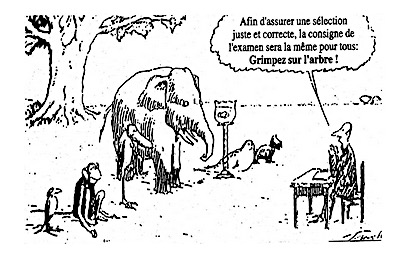 Afin d'assurer une sélection
juste et correcte, la consigne de
l'examen sera la même pour tous:
Grimpez sur l'arbre !